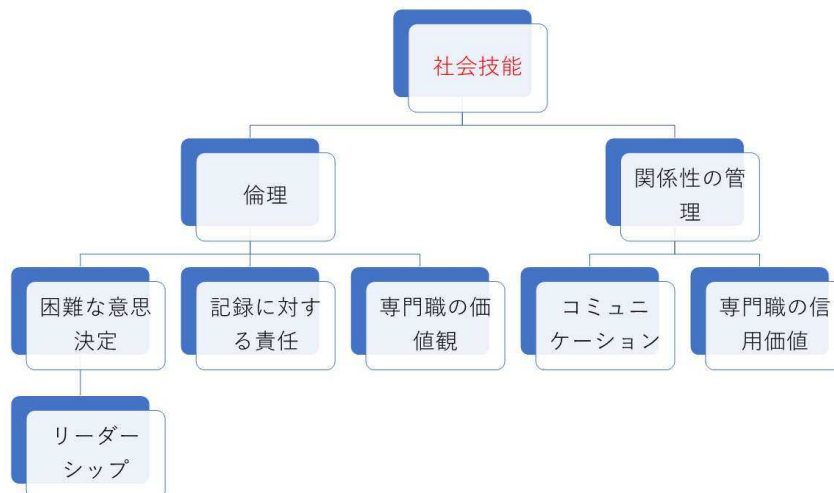 社会技能
倫理
関係性の管
理
困難な意思
決定
記録に対す
る責任
専門職の価
値観
コミュニ
ケーション
専門職の信
用価値
リーダー
シップ